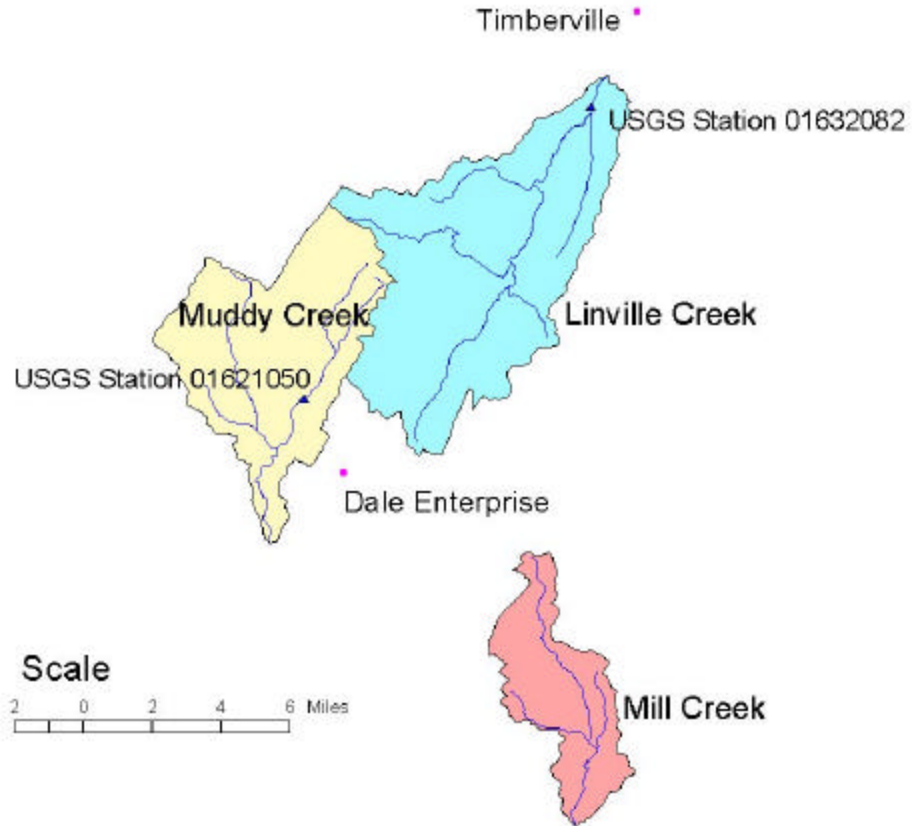 Timberville
USGS Station 01632082
Muddy Creek
Linville Creek
USGS Station 01621050
Dale Enterprise
Scale
2 0 2 4 6 Miles
Mill Creek